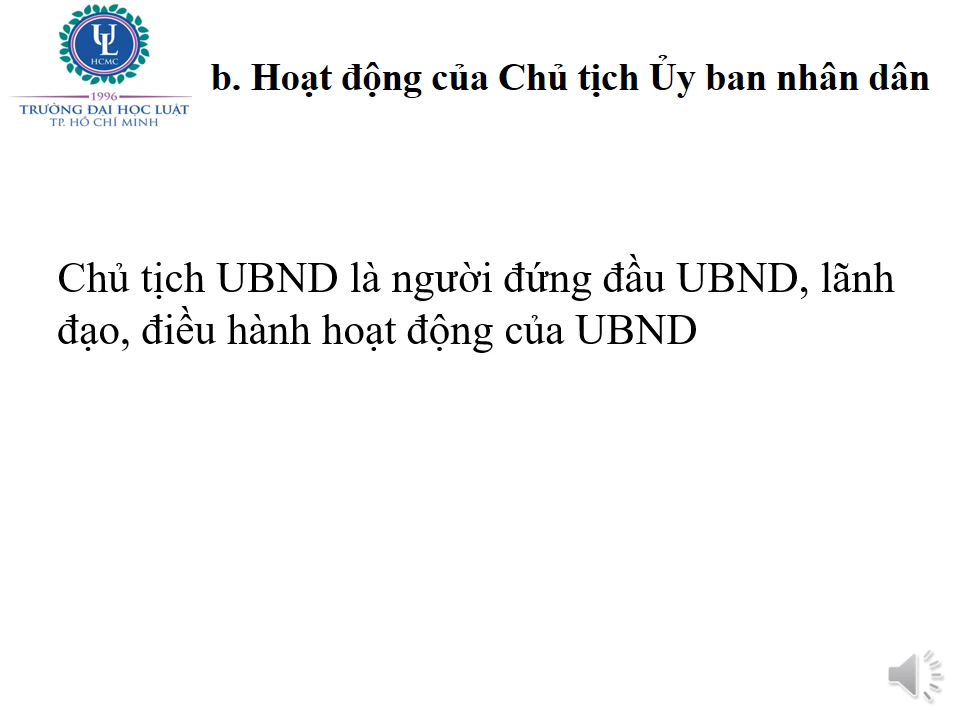 UL
HCMC
1996
TRƯỜNG ĐẠI HỌC LUẬT
TP. HỒ CHÍ MINH
b. Hoạt động của Chủ tịch Ủy ban nhân dân
Chủ tịch UBND là người đứng đầu UBND, lãnh
đạo, điều hành hoạt động của UBND